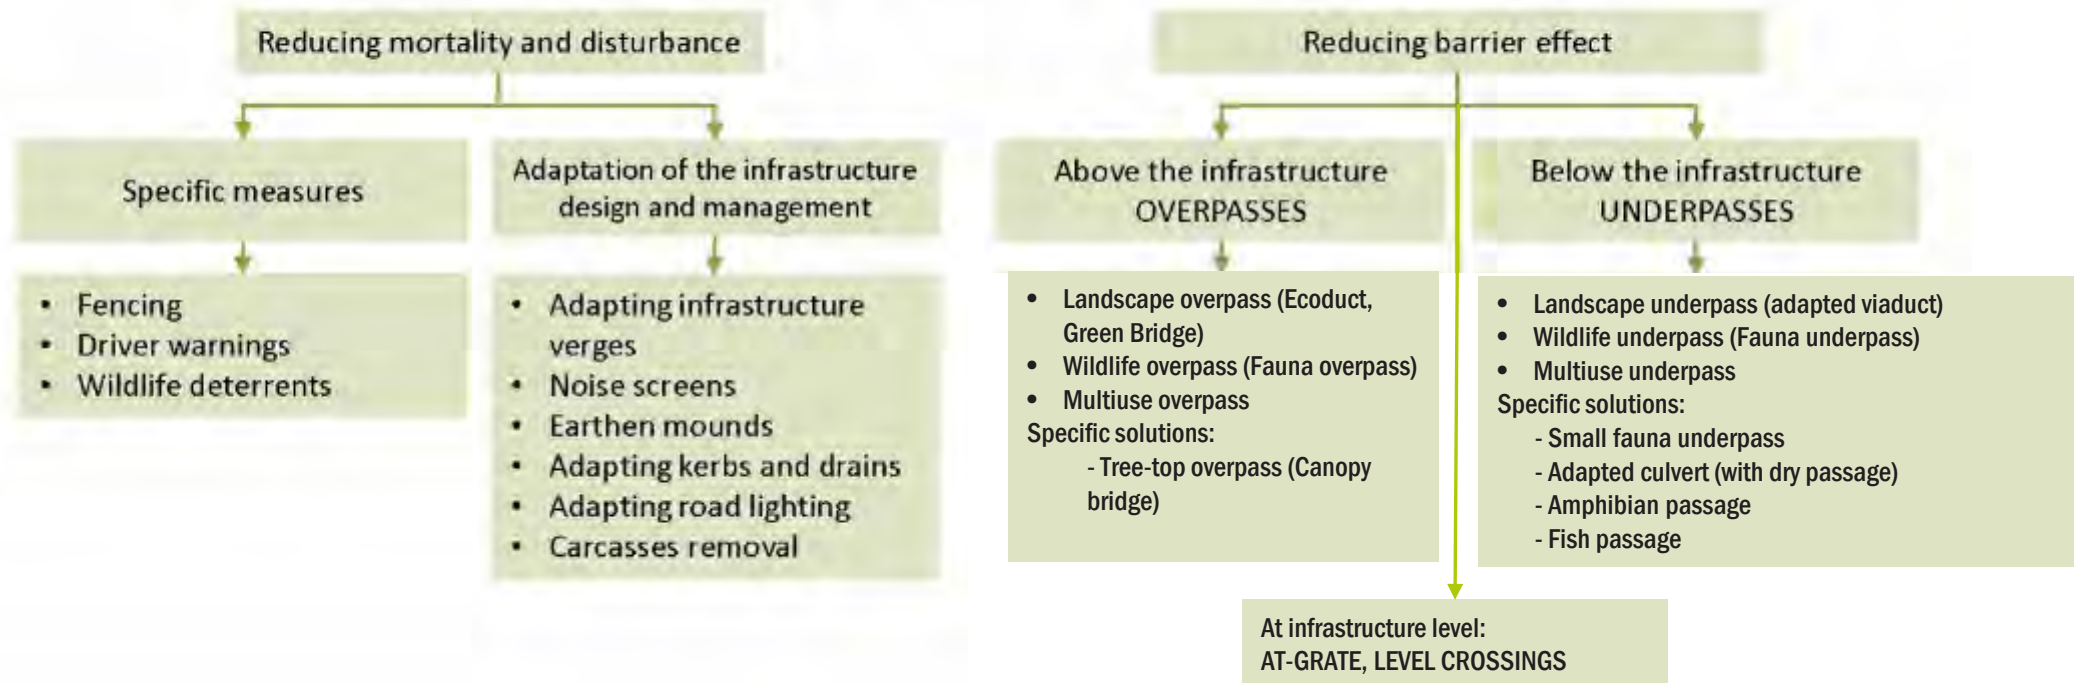 Reducing mortality and disturbance
Specific measures
• Fencing
• Driver warnings
• Wildlife deterrents
Adaptation of the infrastructure
design and management
• Adapting infrastructure
verges
• Noise screens
• Earthen mounds
• Adapting kerbs and drains
• Adapting road lighting
• Carcasses removal
Reducing barrier effect
Above the infrastructure
OVERPASSES
• Landscape overpass (Ecoduct,
Green Bridge)
• Wildlife overpass (Fauna overpass)
• Multiuse overpass
Specific solutions:
- Tree-top overpass (Canopy
bridge)
Below the infrastructure
UNDERPASSES
• Landscape underpass (adapted viaduct)
• Wildlife underpass (Fauna underpass)
• Multiuse underpass
Specific solutions:
- Small fauna underpass
- Adapted culvert (with dry passage)
- Amphibian passage
- Fish passage
At infrastructure level:
AT-GRATE, LEVEL CROSSINGS